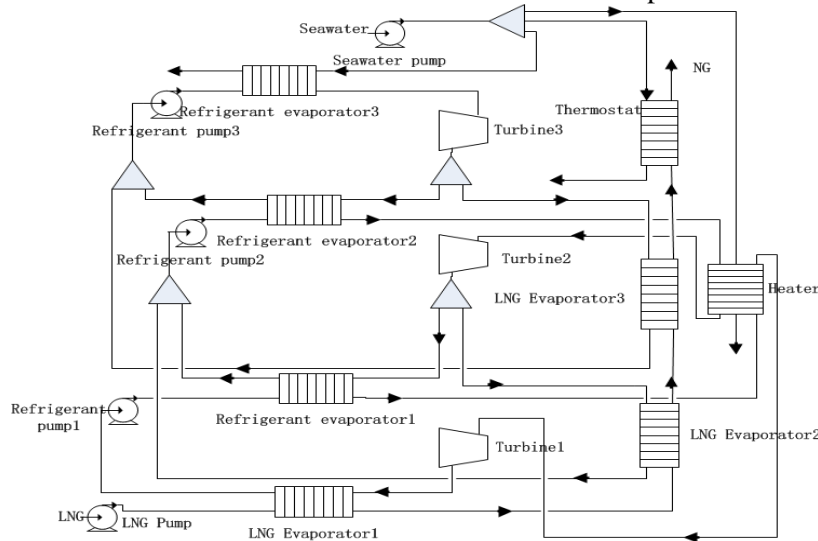 Seawater
Seawater pump
NG
Thermostat
Refrigerant evaporator3
Refrigerant pump3
Turbine3
Refrigerant evaporator2
Refrigerant pump2
Turbine2
LNG Evaporator3
Heater
Refrigerant
pump1
Refrigerant evaporator1
LNG Evaporator2
Turbine1
LNG
LNG Pump
LNG Evaporator1